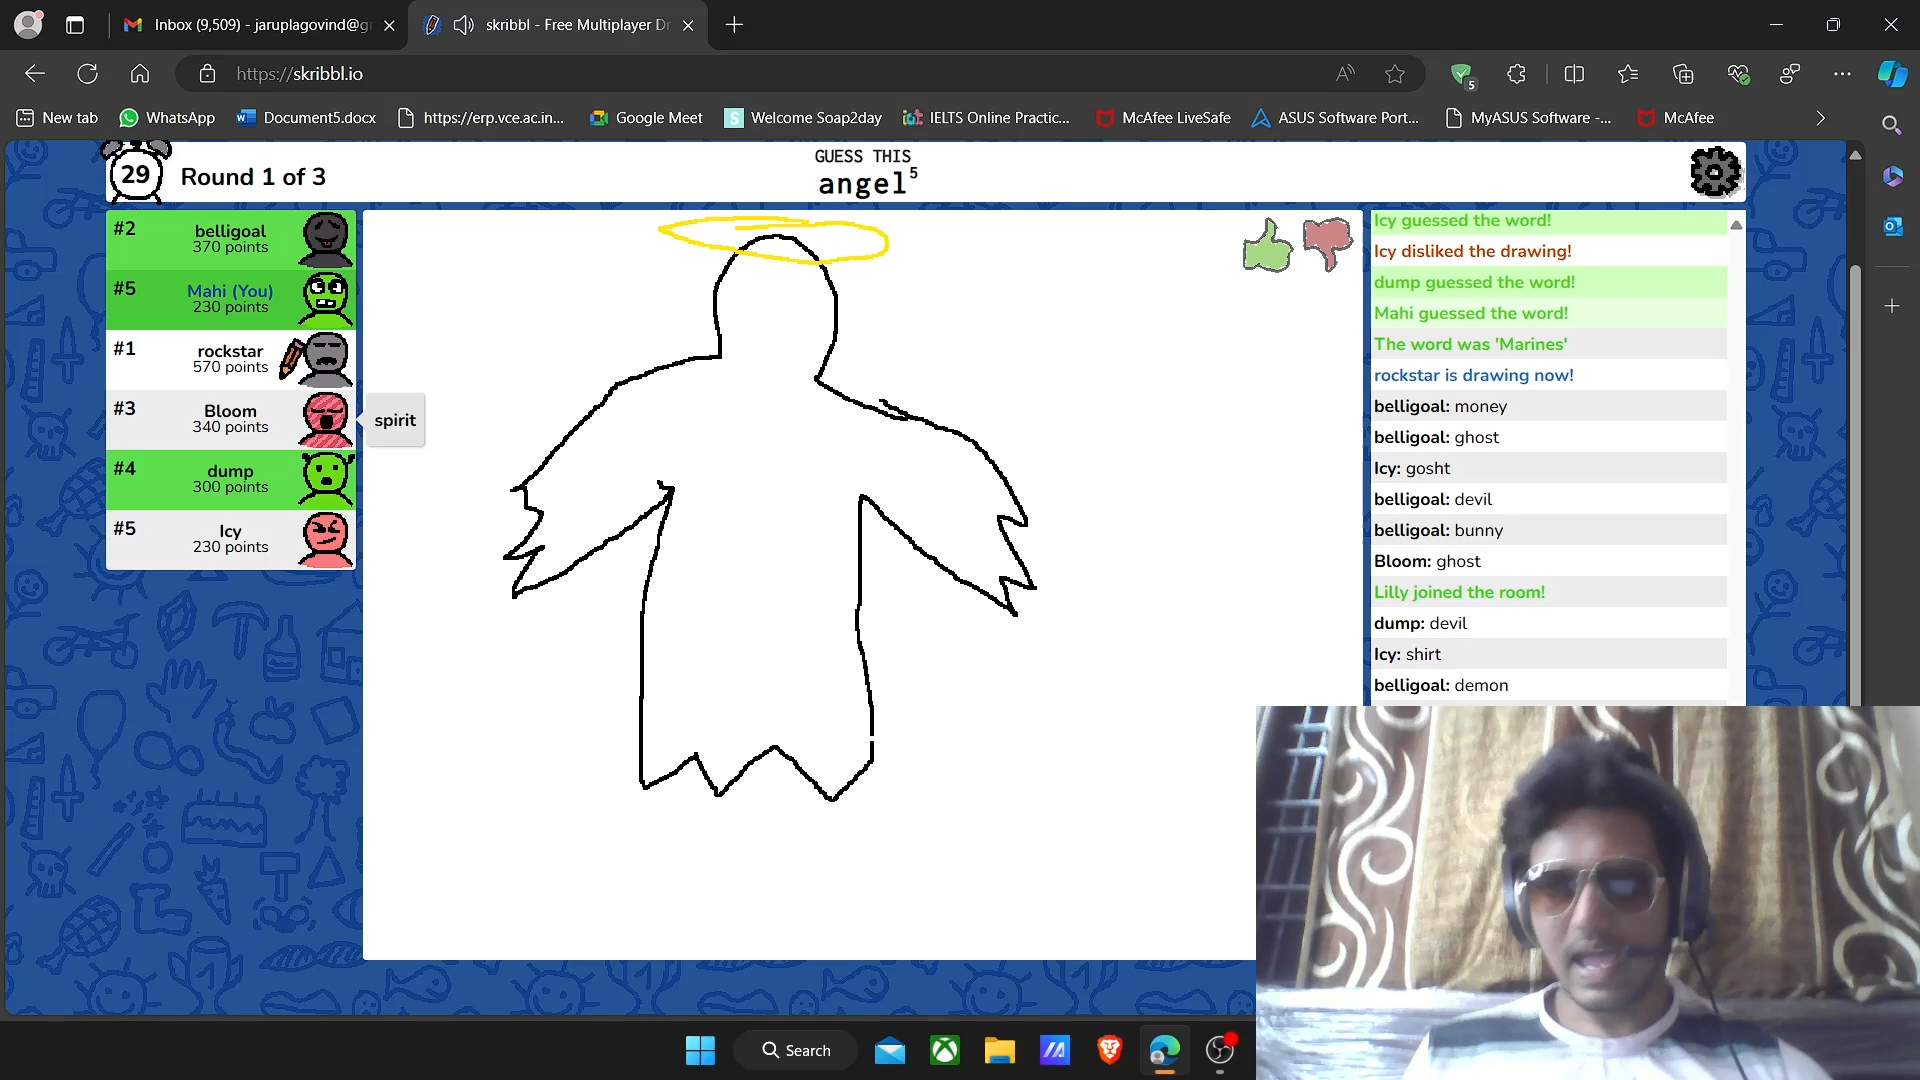 Inbox (9,509) - jaruplagovind@g
skribbl - Free Multiplayer Dr
https://skribbl.io
5
New tab
WhatsApp
Document5.docx
https://erp.vce.ac.in...
Google Meet
Welcome Soap2day
IELTS Online Practic...
McAfee LiveSafe
ASUS Software Port...
MyASUS Software -...
McAfee
29
Round 1 of 3
GUESS THIS
angel5
#2
belligoal
370 points
#5
Mahi (You)
230 points
#1
rockstar
570 points
#3
Bloom
340 points
spirit
#4
dump
300 points
#5
Icy
230 points
Icy guessed the word!
Icy disliked the drawing!
dump guessed the word!
Mahi guessed the word!
The word was 'Marines'
rockstar is drawing now!
belligoal: money
belligoal: ghost
Icy: gosht
belligoal: devil
belligoal: bunny
Bloom: ghost
Lilly joined the room!
dump: devil
Icy: shirt
belligoal: demon
Search